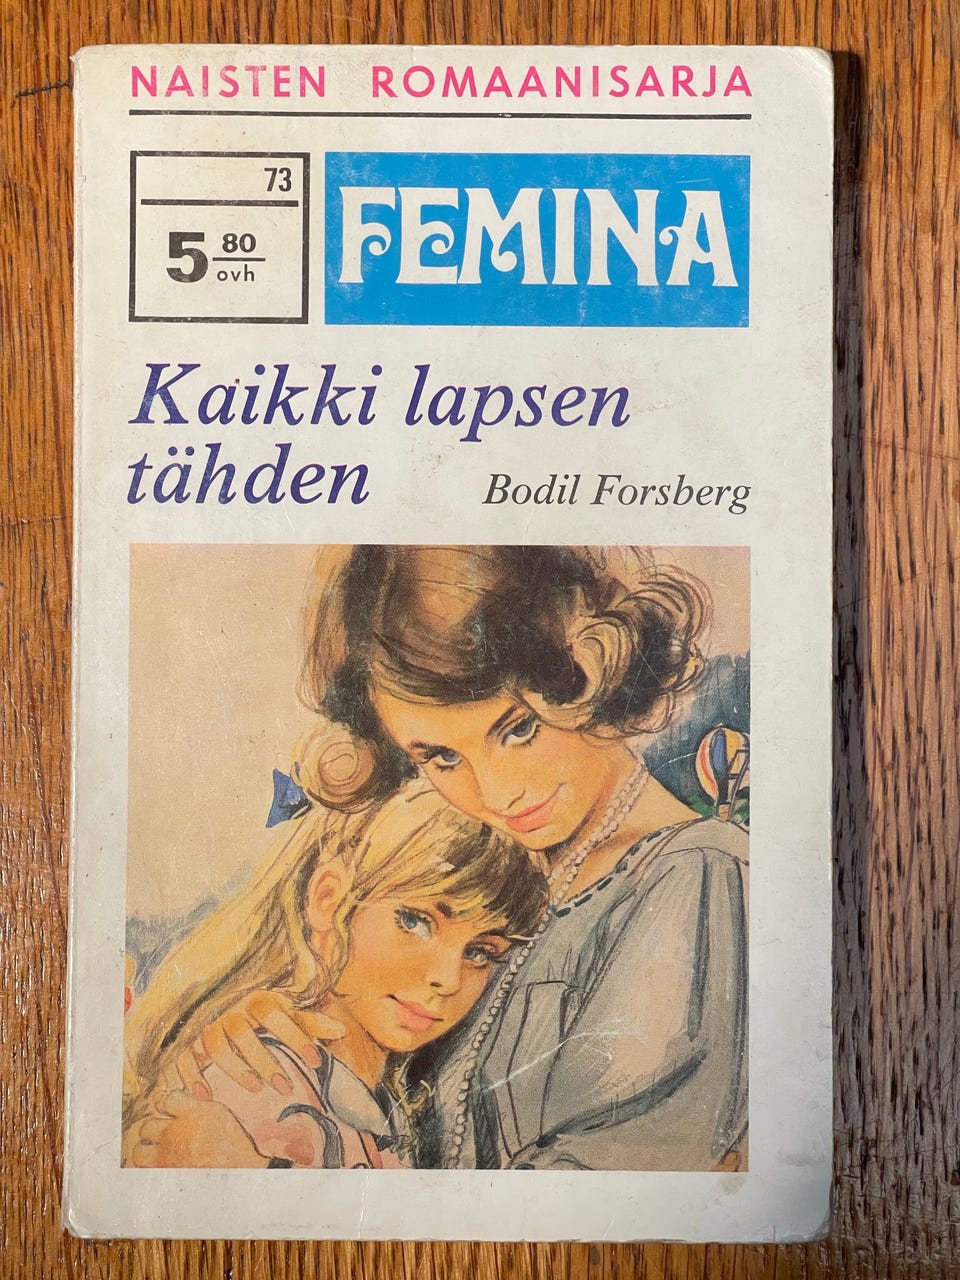 NAISTEN ROMAANISARJA
73
5 80
ovh
FEMINA
Kaikki lapsen
tähden
Bodil Forsberg